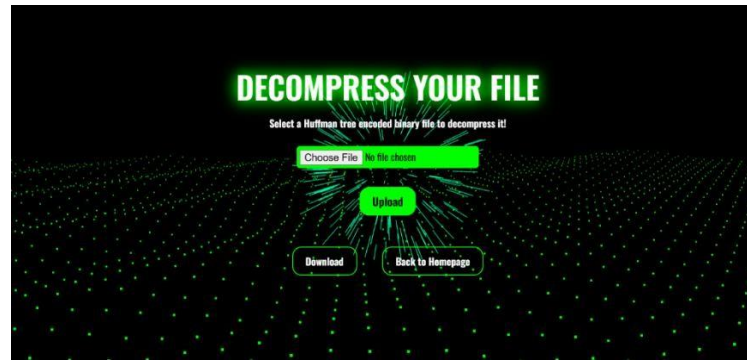 DECOMPRESS YOUR FILE
Select a Huffman tree encoded binary file to decompress it!
Choose File No file chosen
Upload
Download Back to Homepage